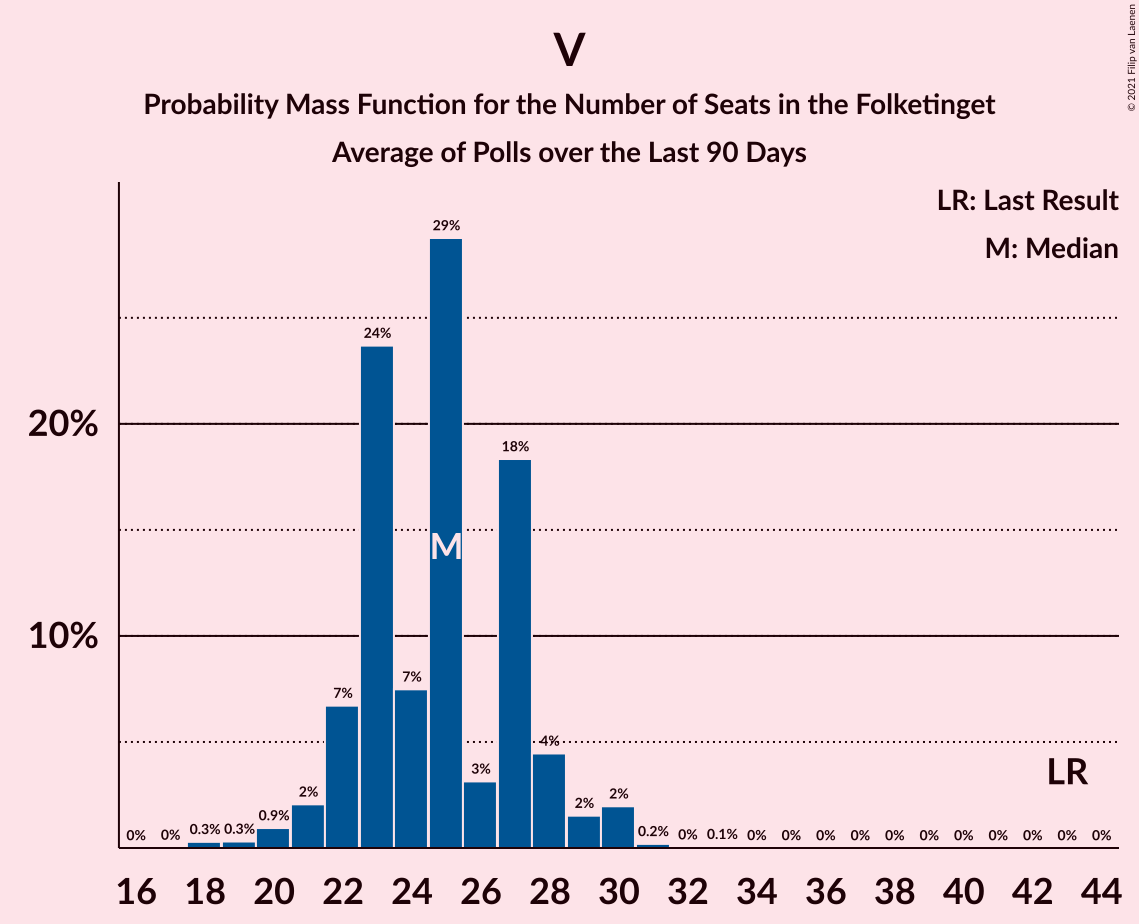 V
Probability Mass Function for the Number of Seats in the Folketinget
Average of Polls over the Last 90 Days
© 2021 Filip van Laenen
LR: Last Result
M: Median
20%
10%
0% 0% 0.3% 0.3% 0.9% 2% 7% 24% 7% 29% 3% 18% 4% 2% 2% 0.2% 0% 0.1% 0% 0% 0% 0% 0% 0% 0% 0% 0% 0% 0%
M
LR
16 18 20 22 24 26 28 30 32 34 36 38 40 42 44